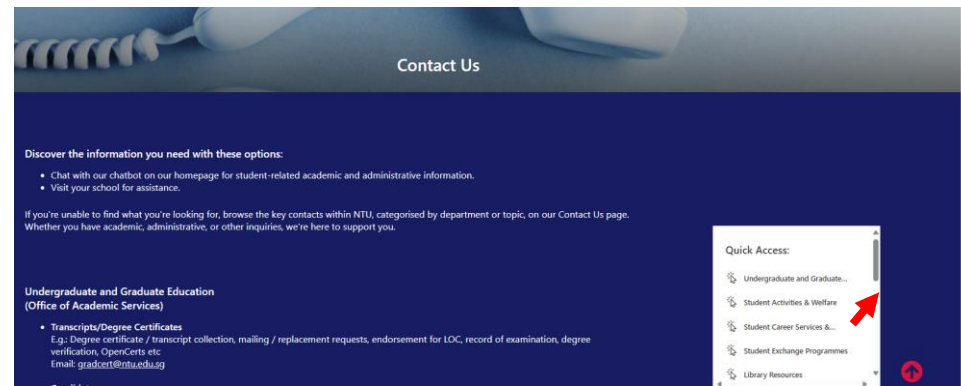 Contact Us
Discover the information you need with these options:
• Chat with our chatbot on our homepage for student-related academic and administrative information.
• Visit your school for assistance.
If you're unable to find what you're looking for, browse the key contacts within NTU, categorised by department or topic, on our Contact Us page.
Whether you have academic, administrative, or other inquiries, we're here to support you.
Undergraduate and Graduate Education
(Office of Academic Services)
• Transcripts/Degree Certificates
E.g.: Degree certificate / transcript collection, mailing / replacement requests, endorsement for LOC, record of examination, degree
verification, OpenCerts etc
Email: gradcert@ntu.edu.sg
Quick Access:
Undergraduate and Graduate...
Student Activities & Welfare
Student Career Services &...
Student Exchange Programmes
Library Resources